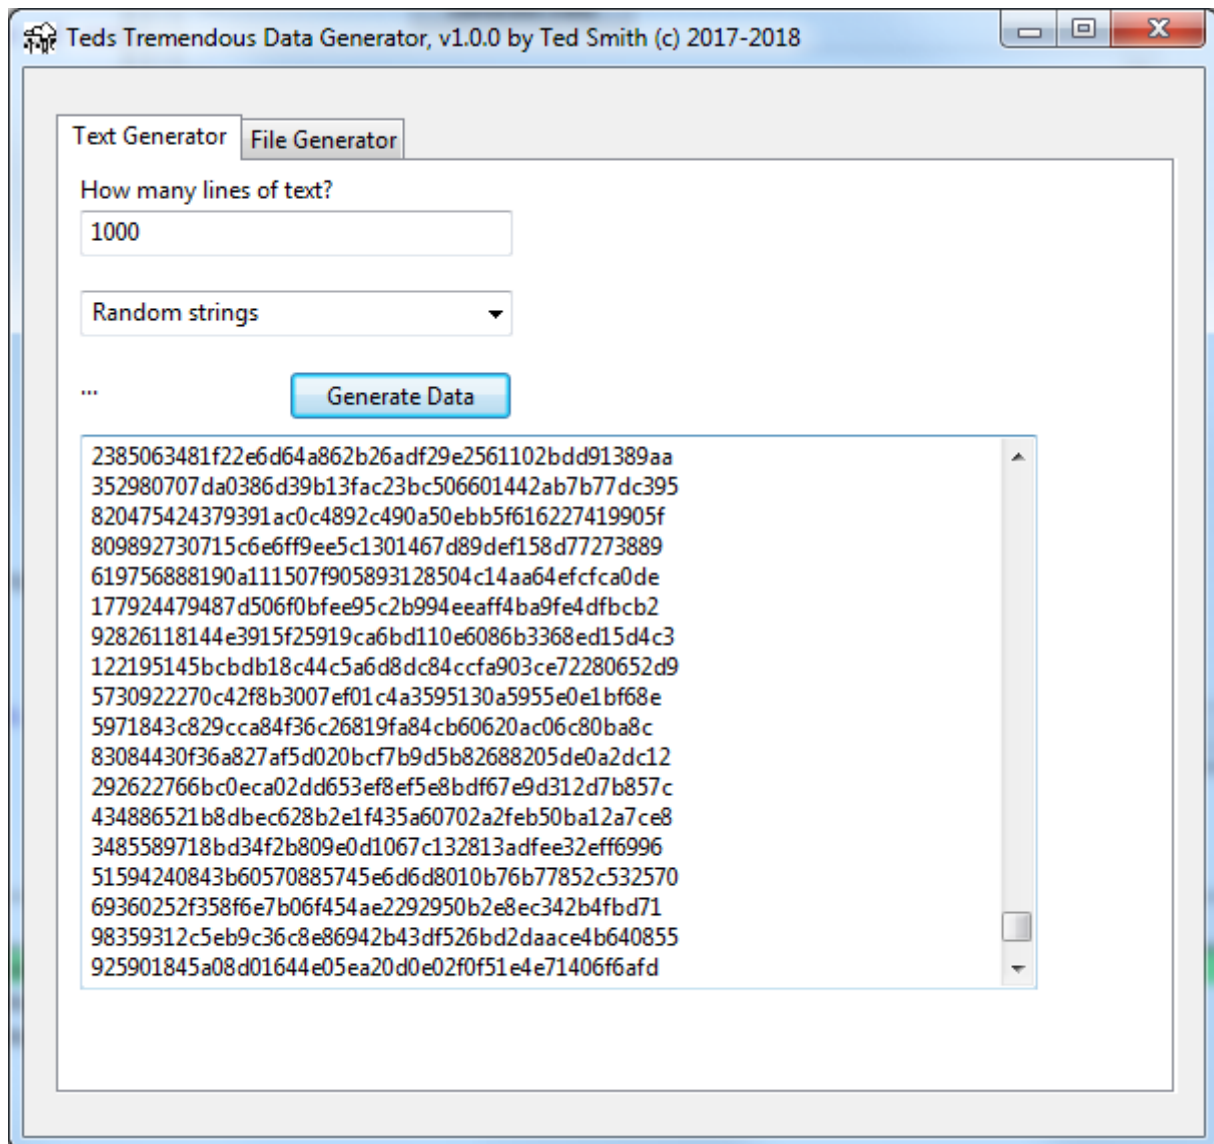 Teds Tremendous Data Generator, v1.0.0 by Ted Smith (c) 2017-2018
Text Generator File Generator
How many lines of text?
1000
Random strings
...
Generate Data
2385063481f22e6d64a862b26adf29e2561102bdd91389aa
352980707da0386d39b13fac23bc506601442ab7b77dc395
820475424379391ac0c4892c490a50ebb5f616227419905f
809892730715c6e6ff9ee5c1301467d89def158d77273889
619756888190a111507f905893128504c14aa64efcfca0de
177924479487d506f0bfee95c2b994eeaff4ba9fe4dfbcb2
92826118144e3915f25919ca6bd110e6086b3368ed15d4c3
122195145bcbdb18c44c5a6d8dc84ccfa903ce72280652d9
5730922270c42f8b3007ef01c4a3595130a5955e0e1bf68e
5971843c829cca84f36c26819fa84cb60620ac06c80ba8c
83084430f36a827af5d020bcf7b9d5b82688205de0a2dc12
292622766bc0eca02dd653ef8ef5e8bdf67e9d312d7b857c
434886521b8dbec628b2e1f435a60702a2feb50ba12a7ce8
3485589718bd34f2b809e0d1067c132813adfee32eff6996
51594240843b60570885745e6d6d8010b76b77852c532570
69360252f358f6e7b06f454ae2292950b2e8ec342b4fbd71
98359312c5eb9c36c8e86942b43df526bd2daace4b640855
925901845a08d01644e05ea20d0e02f0f51e4e71406f6afd